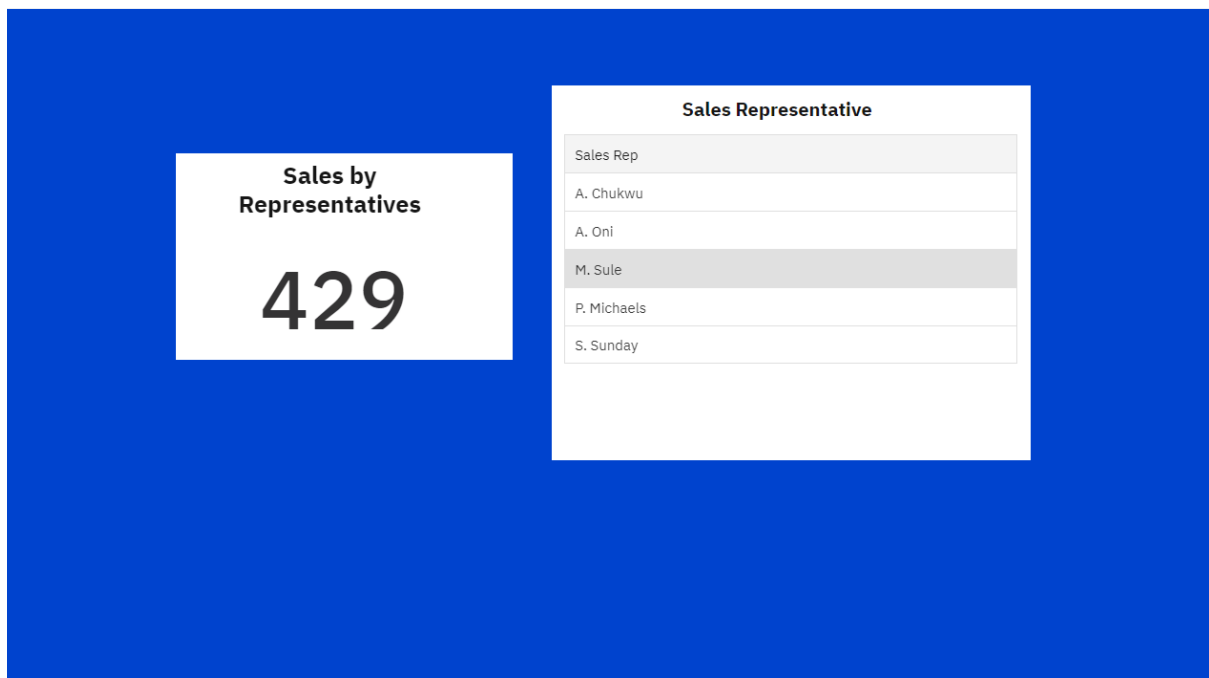 Sales by
Representatives
429
Sales Representative
Sales Rep
A. Chukwu
A. Oni
M. Sule
P. Michaels
S. Sunday